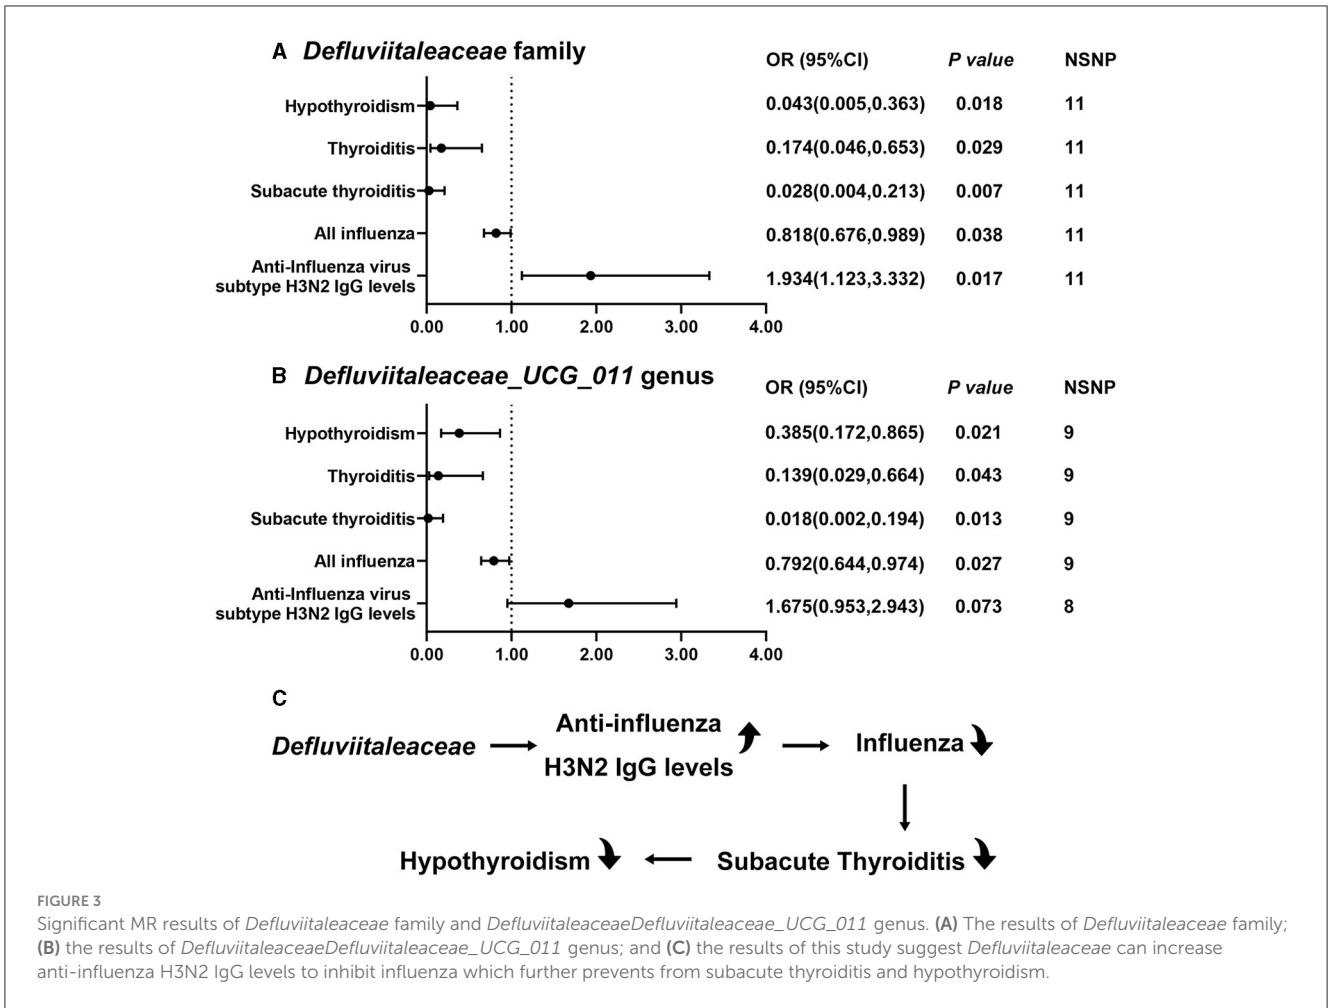 A Defluviitaleaceae family
OR (95%CI) P value NSNP
Hypothyroidism 0.043(0.005,0.363) 0.018 11
Thyroiditis 0.174(0.046,0.653) 0.029 11
Subacute thyroiditis 0.028(0.004,0.213) 0.007 11
All influenza 0.818(0.676,0.989) 0.038 11
Anti-Influenza virus
subtype H3N2 IgG levels 1.934(1.123,3.332) 0.017 11
0.00 1.00 2.00 3.00 4.00
B Defluviitaleaceae_UCG_011 genus
OR (95%CI) P value NSNP
Hypothyroidism 0.385(0.172,0.865) 0.021 9
Thyroiditis 0.139(0.029,0.664) 0.043 9
Subacute thyroiditis 0.018(0.002,0.194) 0.013 9
All influenza 0.792(0.644,0.974) 0.027 9
Anti-Influenza virus
subtype H3N2 IgG levels 1.675(0.953,2.943) 0.073 8
0.00 1.00 2.00 3.00 4.00
C
Defluviitaleaceae
Anti-influenza
H3N2 IgG levels
Influenza
Subacute Thyroiditis
Hypothyroidism
FIGURE 3
Significant MR results of Defluviitaleaceae family and DefluviitaleaceaeDefluviitaleaceae_UCG_011 genus. (A) The results of Defluviitaleaceae family;
(B) the results of DefluviitaleaceaeDefluviitaleaceae_UCG_011 genus; and (C) the results of this study suggest Defluviitaleaceae can increase
anti-influenza H3N2 IgG levels to inhibit influenza which further prevents from subacute thyroiditis and hypothyroidism.